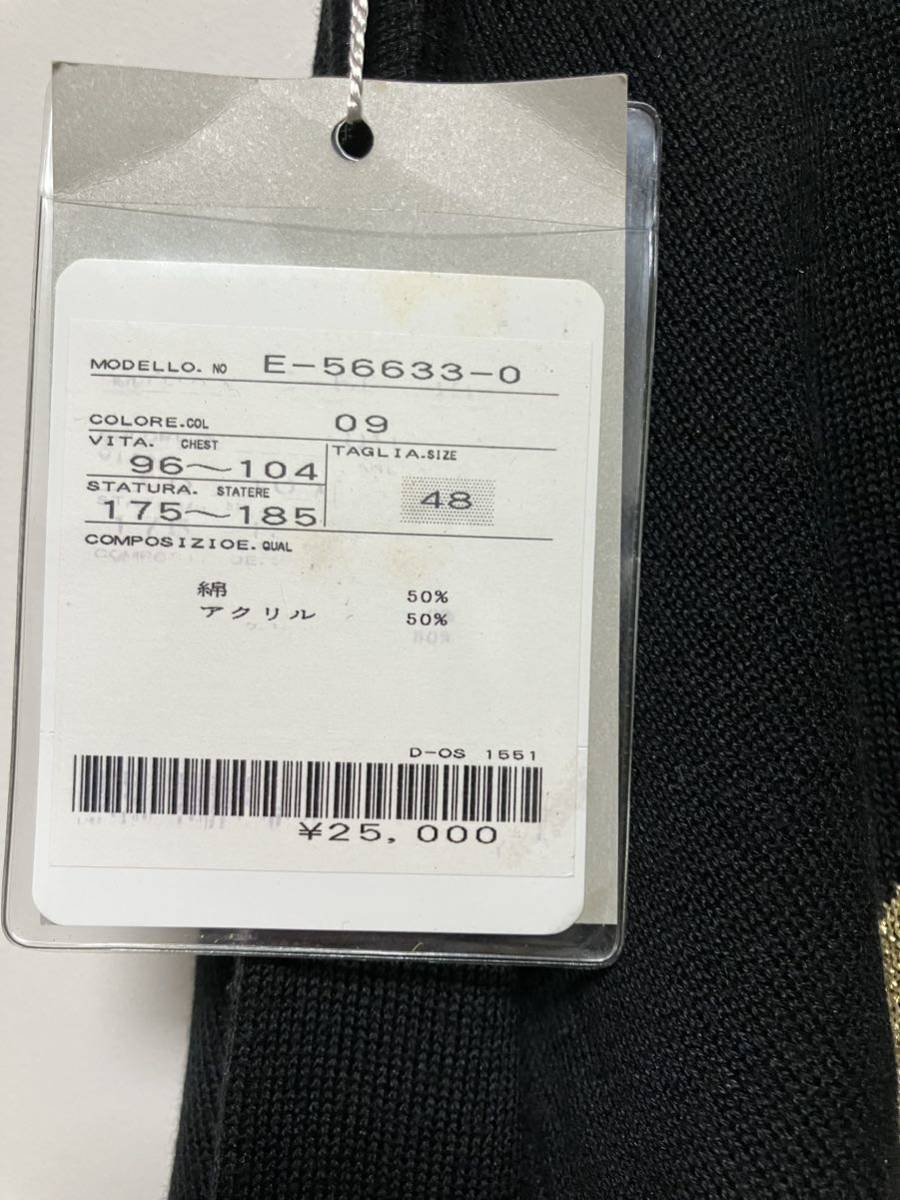 MODELLO. NO E-56633-0
COLORE.COL 09
VITA. CHEST
96〜104
TAGLIA.SIZE
48
STATURA. STATERE
175〜185
COMPOSIZIOE.QUAL
綿 50%
アクリル 50%
D-OS 1551
¥25,000